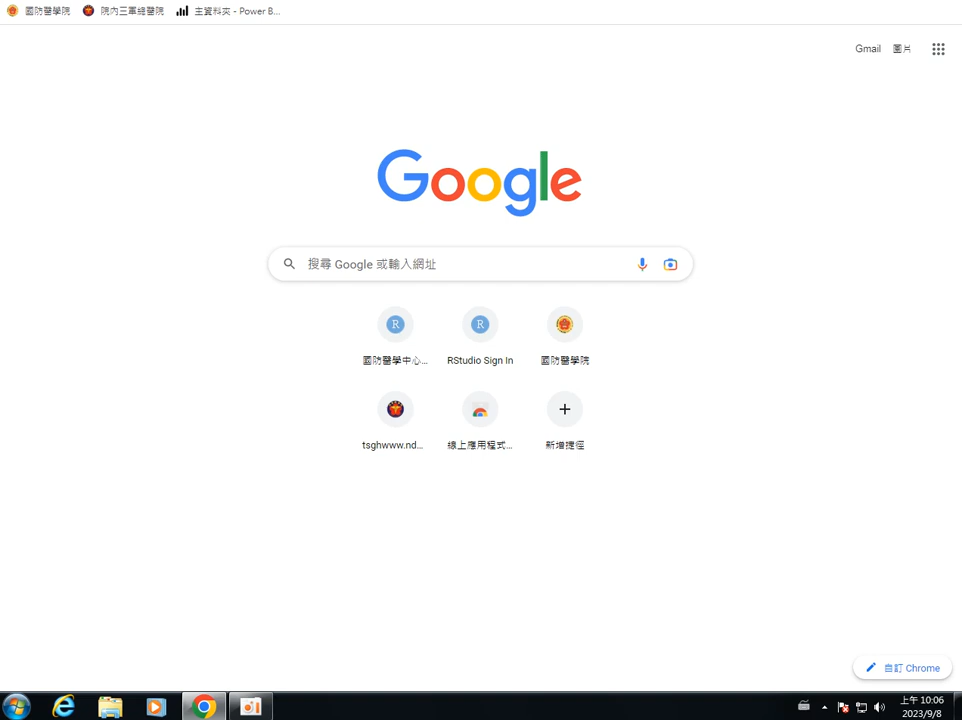 國防醫學院 院內三軍總醫院 主資料夾 - Power B...
Gmail 圖片
Google
搜尋 Google 或輸入網址
R R
國防醫學中心... RStudio Sign In 國防醫學院
tsghwww.nd... 線上應用程式... 新增捷徑
自訂 Chrome
上午 10:06
2023/9/8